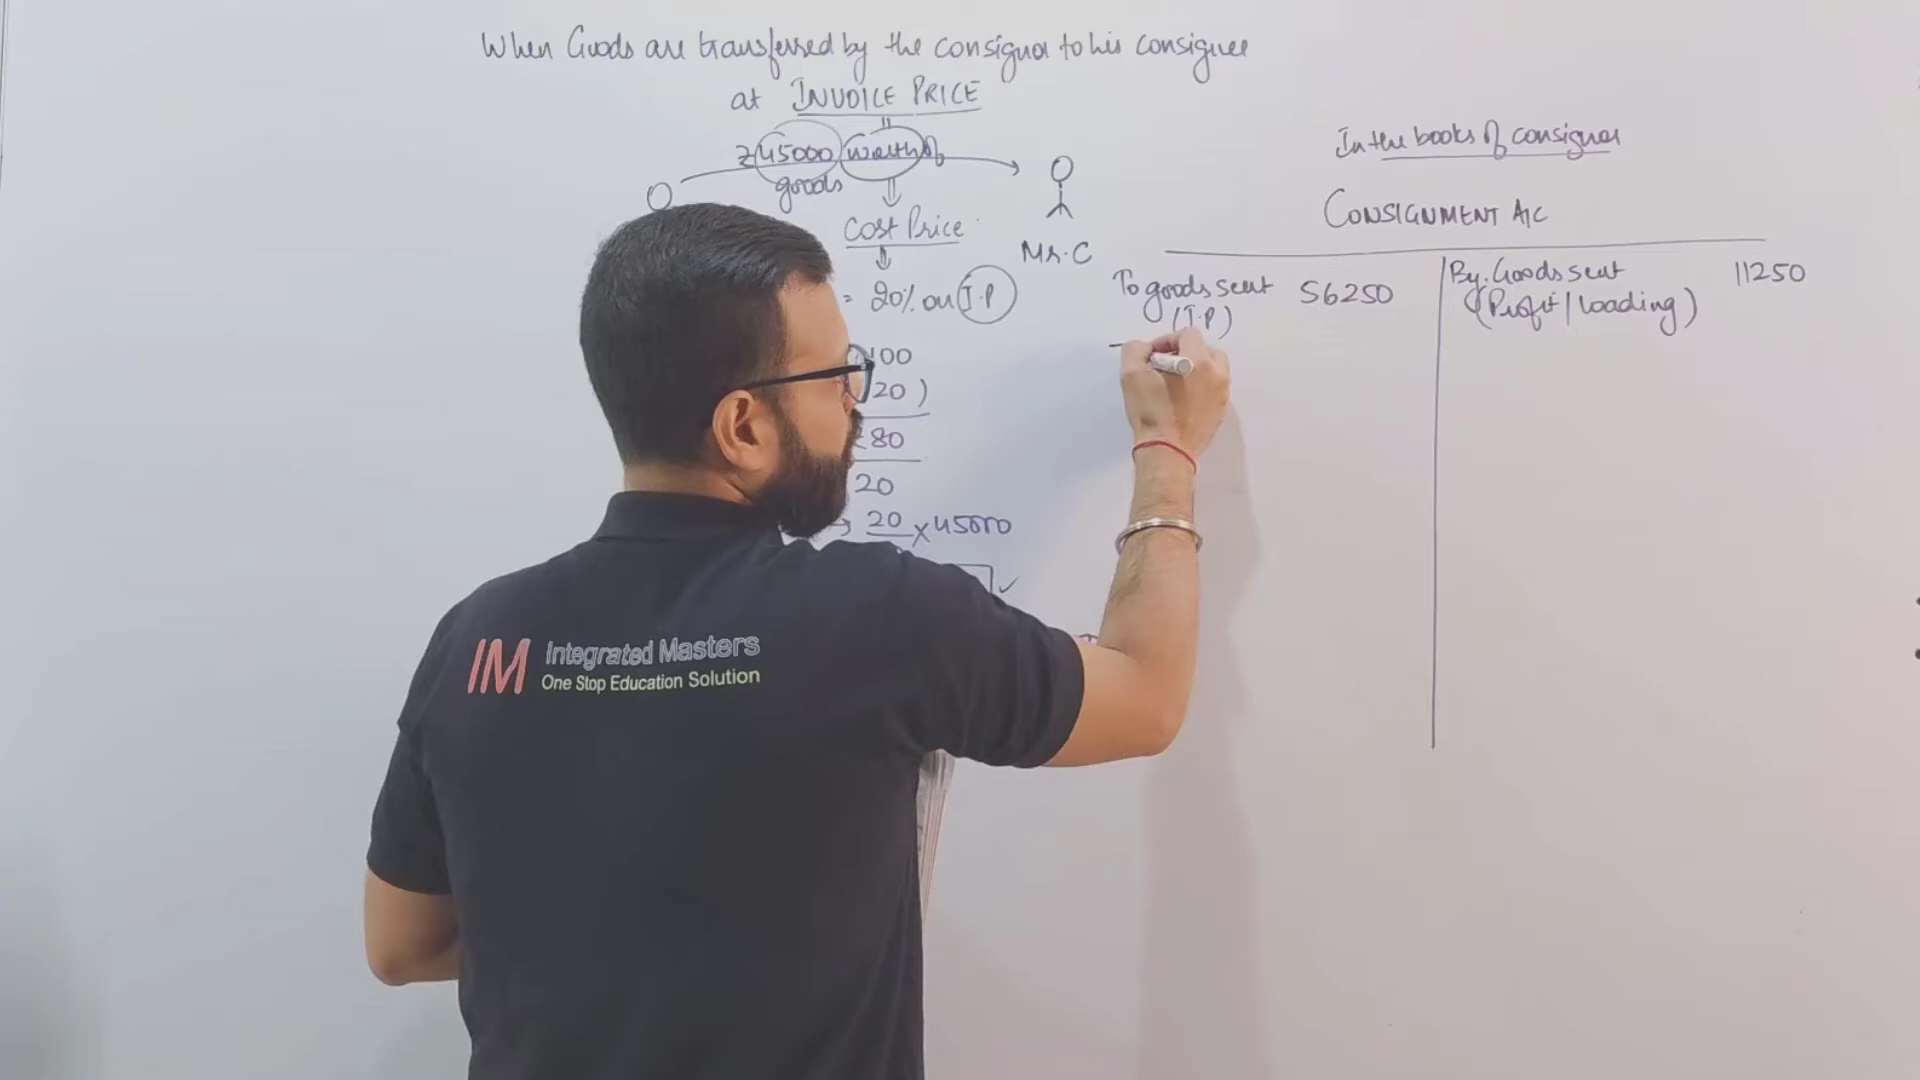 When Goods are transferred by the consignor to his consignee
at INVOICE PRICE
₹45000 worth of
goods
Cost Price
Mr. C
= 20% on I.P
100
20 )
80
20
→ 20 × 45000
In the books of consignor
CONSIGNMENT A/C
To goods sent 56250
(I.P)
By. Goods sent 11250
(Profit/loading)
IM Integrated Masters
One Stop Education Solution